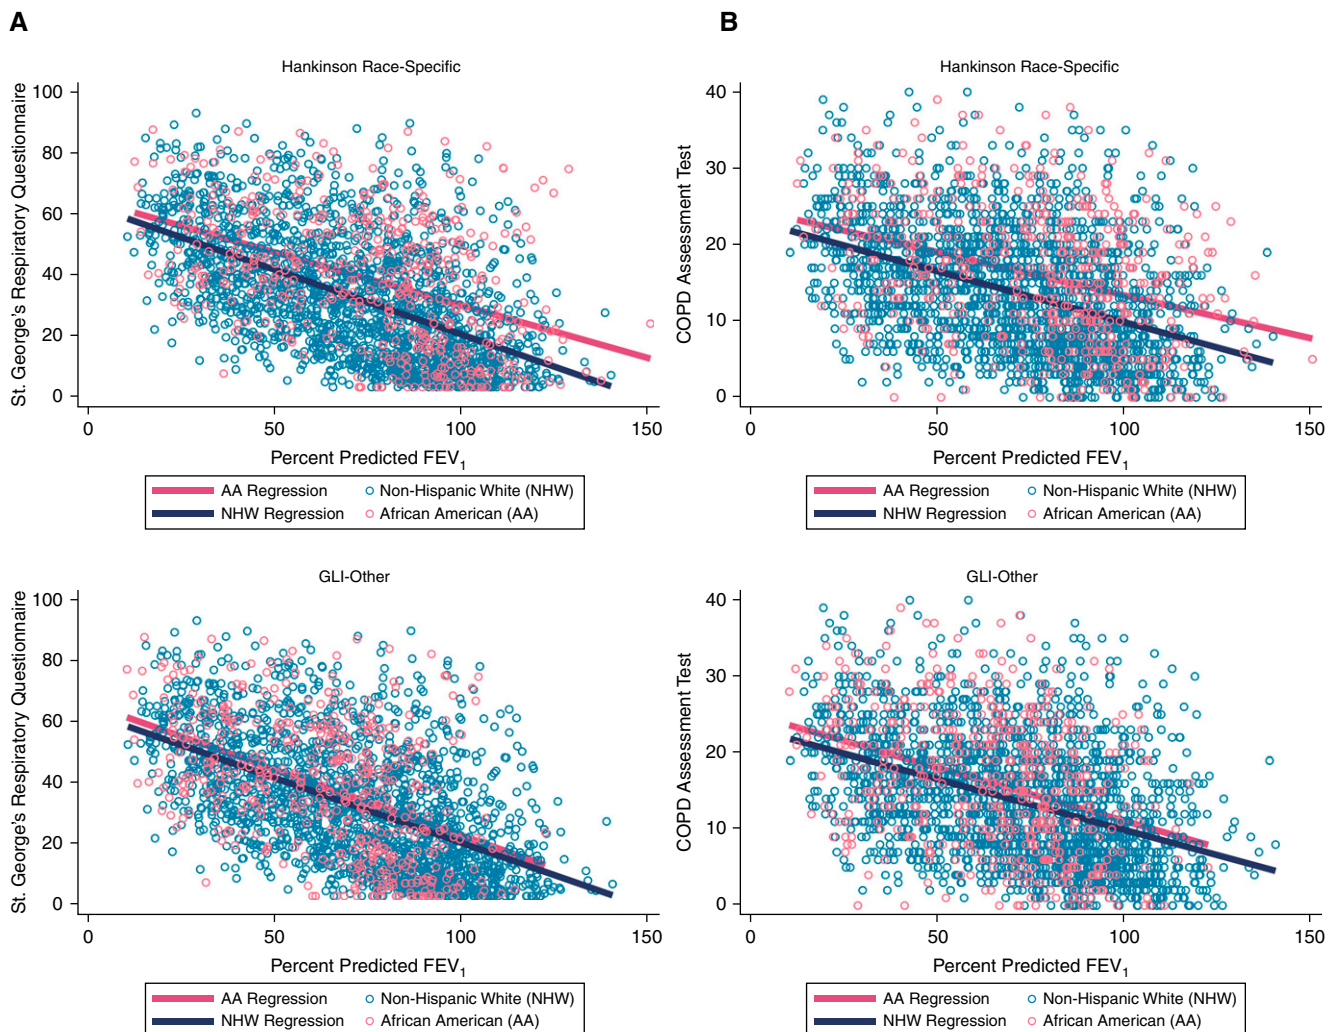 A
Hankinson Race-Specific
St. George's Respiratory Questionnaire
100
80
60
40
20
0
0 50 100 150
Percent Predicted FEV1
AA Regression Non-Hispanic White (NHW)
NHW Regression African American (AA)
B
Hankinson Race-Specific
COPD Assessment Test
40
30
20
10
0
0 50 100 150
Percent Predicted FEV1
AA Regression Non-Hispanic White (NHW)
NHW Regression African American (AA)
GLI-Other
St. George's Respiratory Questionnaire
100
80
60
40
20
0
0 50 100 150
Percent Predicted FEV1
AA Regression Non-Hispanic White (NHW)
NHW Regression African American (AA)
GLI-Other
COPD Assessment Test
40
30
20
10
0
0 50 100 150
Percent Predicted FEV1
AA Regression Non-Hispanic White (NHW)
NHW Regression African American (AA)